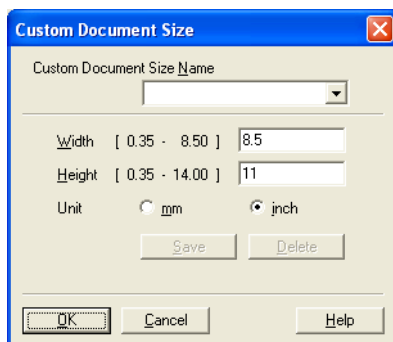 Custom Document Size
Custom Document Size Name
Width [ 0.35 - 8.50 ] 8.5
Height [ 0.35 - 14.00 ] 11
Unit mm inch
Save Delete
OK Cancel Help